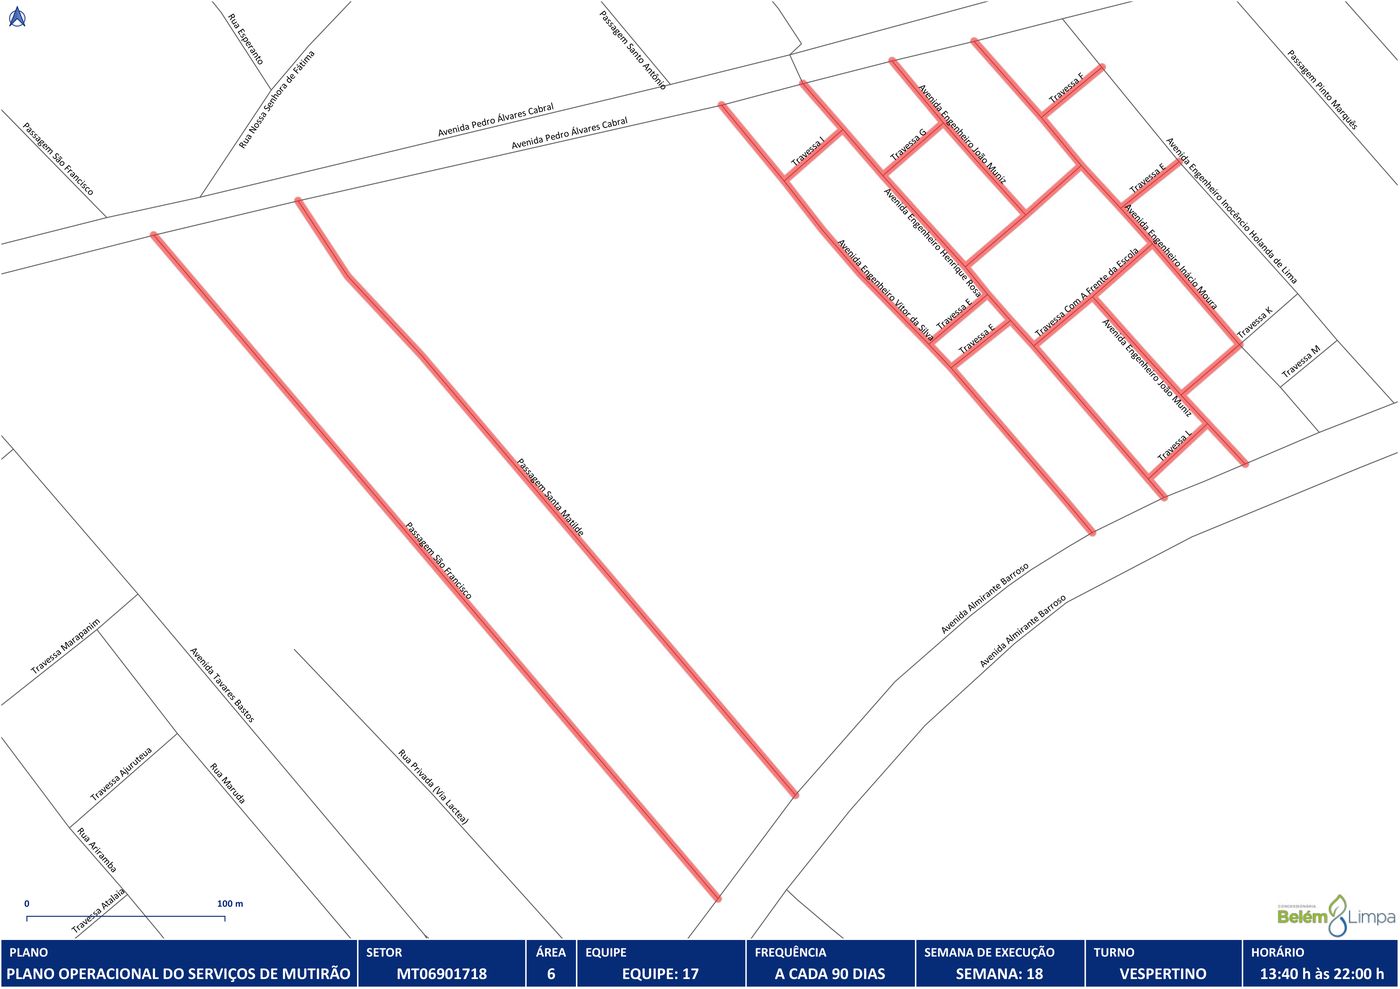 Rua Esperanto
Rua Nossa Senhora de Fátima
Passagem Santo Antônio
Passagem Pinto Marquês
Passagem São Francisco
Avenida Pedro Álvares Cabral
Avenida Pedro Álvares Cabral
Travessa F
Avenida Engenheiro João Muniz
Travessa G
Travessa I
Avenida Engenheiro Inocêncio Holanda de Lima
Travessa E
Avenida Engenheiro Henrique Rosa
Avenida Engenheiro Inácio Moura
Avenida Engenheiro Vitor da Silva
Travessa Com A Frente da Escola
Travessa E
Travessa E
Travessa K
Travessa M
Avenida Engenheiro João Muniz
Travessa L
Passagem Santa Matilde
Passagem São Francisco
Avenida Almirante Barroso
Avenida Almirante Barroso
Travessa Marapanim
Avenida Tavares Bastos
Travessa Ajuruteua
Rua Maruda
Rua Privada (Via Lactea)
Rua Ariramba
Travessa Atalaia
0 100 m
CONCESSIONÁRIA
Belém Limpa
PLANO
PLANO OPERACIONAL DO SERVIÇOS DE MUTIRÃO
SETOR
MT06901718
ÁREA
6
EQUIPE
EQUIPE: 17
FREQUÊNCIA
A CADA 90 DIAS
SEMANA DE EXECUÇÃO
SEMANA: 18
TURNO
VESPERTINO
HORÁRIO
13:40 h às 22:00 h